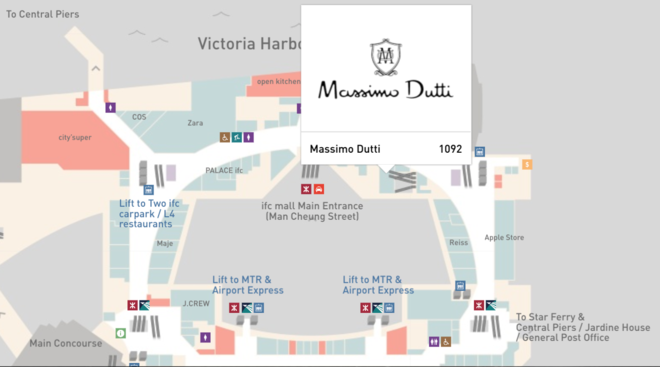 To Central Piers
Victoria Harbo
Massimo Dutti
Massimo Dutti 1092
open kitchen
COS
Zara
city'super
PALACE ifc
Lift to Two ifc
carpark / L4
restaurants
ifc mall Main Entrance
(Man Cheung Street)
Maje
Reiss
Apple Store
Lift to MTR &
Airport Express
Lift to MTR &
Airport Express
J.CREW
To Star Ferry &
Central Piers / Jardine House
/ General Post Office
Main Concourse